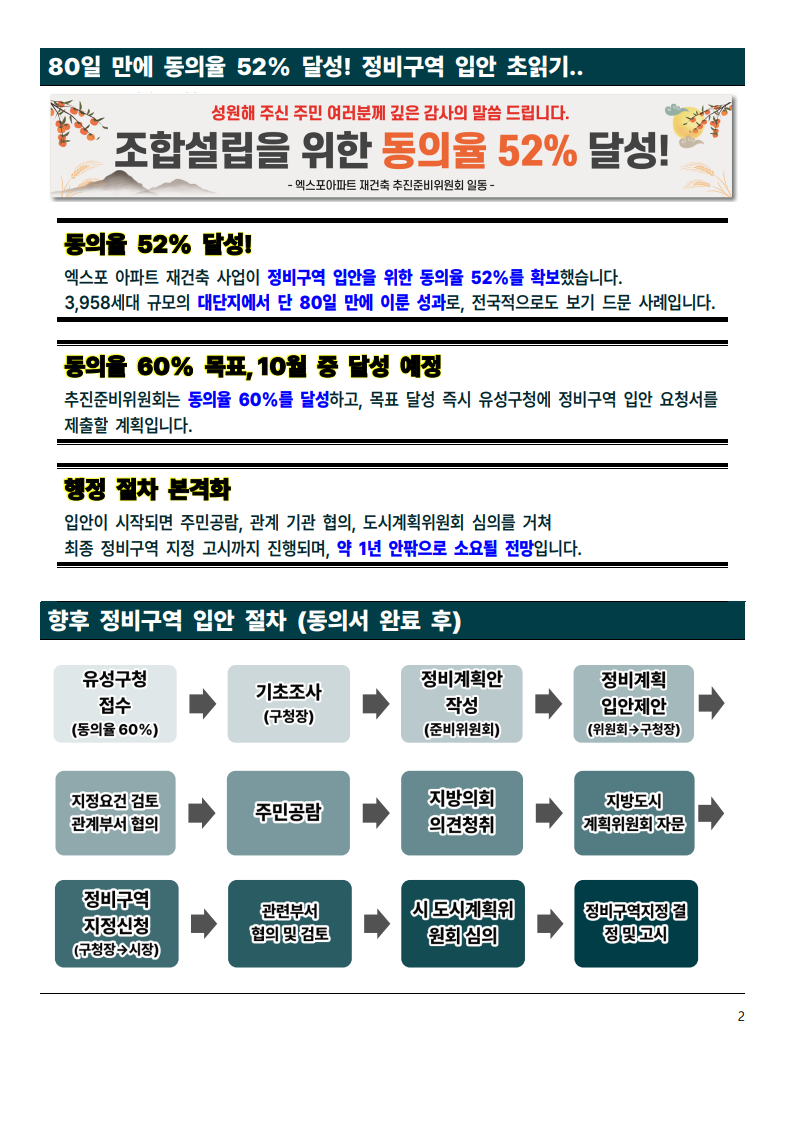 80일 만에 동의율 52% 달성! 정비구역 입안 초읽기..
성원해 주신 주민 여러분께 깊은 감사의 말씀 드립니다.
조합설립을 위한 동의율 52% 달성!
- 엑스포아파트 재건축 추진준비위원회 일동 -
동의율 52% 달성!
엑스포 아파트 재건축 사업이 정비구역 입안을 위한 동의율 52%를 확보했습니다.
3,958세대 규모의 대단지에서 단 80일 만에 이룬 성과로, 전국적으로도 보기 드문 사례입니다.
동의율 60% 목표, 10월 중 달성 예정
추진준비위원회는 동의율 60%를 달성하고, 목표 달성 즉시 유성구청에 정비구역 입안 요청서를
제출할 계획입니다.
행정 절차 본격화
입안이 시작되면 주민공람, 관계 기관 협의, 도시계획위원회 심의를 거쳐
최종 정비구역 지정 고시까지 진행되며, 약 1년 안팎으로 소요될 전망입니다.
향후 정비구역 입안 절차 (동의서 완료 후)
유성구청
접수
(동의율 60%)
기초조사
(구청장)
정비계획안
작성
(준비위원회)
정비계획
입안제안
(위원회→구청장)
지정요건 검토
관계부서 협의
주민공람
지방의회
의견청취
지방도시
계획위원회 자문
정비구역
지정신청
(구청장→시장)
관련부서
협의 및 검토
시 도시계획위
원회 심의
정비구역지정 결
정 및 고시
2